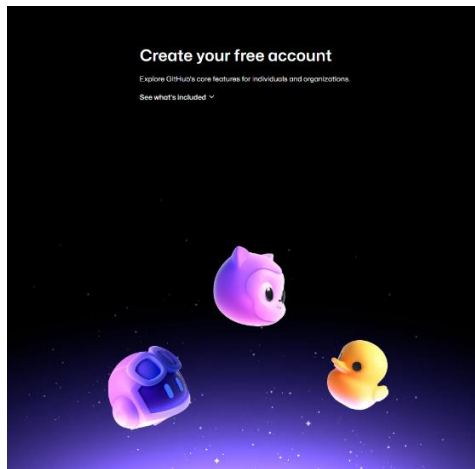 Create your free account
Explore GitHub's core features for individuals and organizations.
See what's included